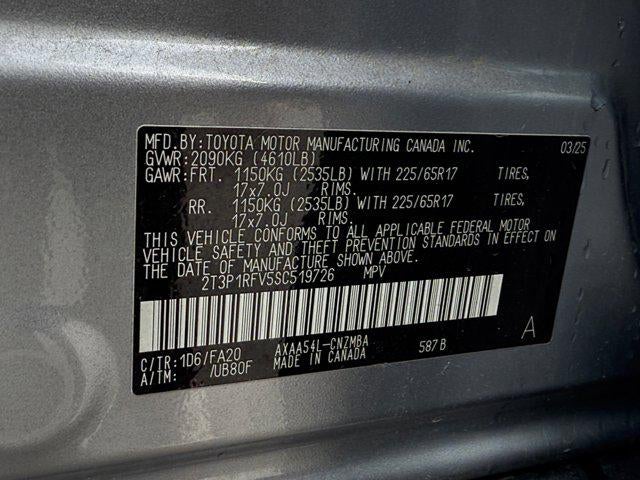 MFD.BY:TOYOTA MOTOR MANUFACTURING CANADA INC. 03/25
GVWR:2090KG (4610LB)
GAWR:FRT. 1150KG (2535LB) WITH 225/65R17 TIRES,
17x7.0J RIMS.
RR. 1150KG (2535LB) WITH 225/65R17 TIRES,
17x7.0J RIMS.
THIS VEHICLE CONFORMS TO ALL APPLICABLE FEDERAL MOTOR
VEHICLE SAFETY AND THEFT PREVENTION STANDARDS IN EFFECT ON
THE DATE OF MANUFACTURE SHOWN ABOVE.
2T3P1RFV5SC519726 MPV
C/TR:1D6/FA20 AXAA54L-CNZMBA 587B A
A/TM: /UB80F MADE IN CANADA